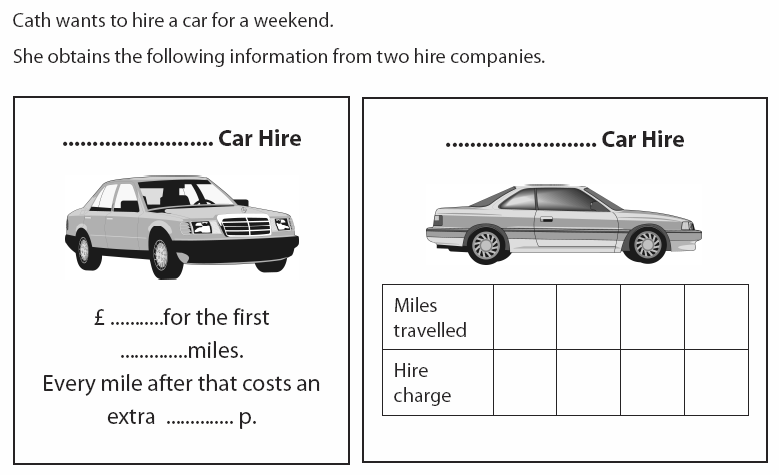 Cath wants to hire a car for a weekend.
She obtains the following information from two hire companies.
......................... Car Hire
£ ...........for the first
..............miles.
Every mile after that costs an
extra .............. p.
......................... Car Hire
Miles
travelled
Hire
charge